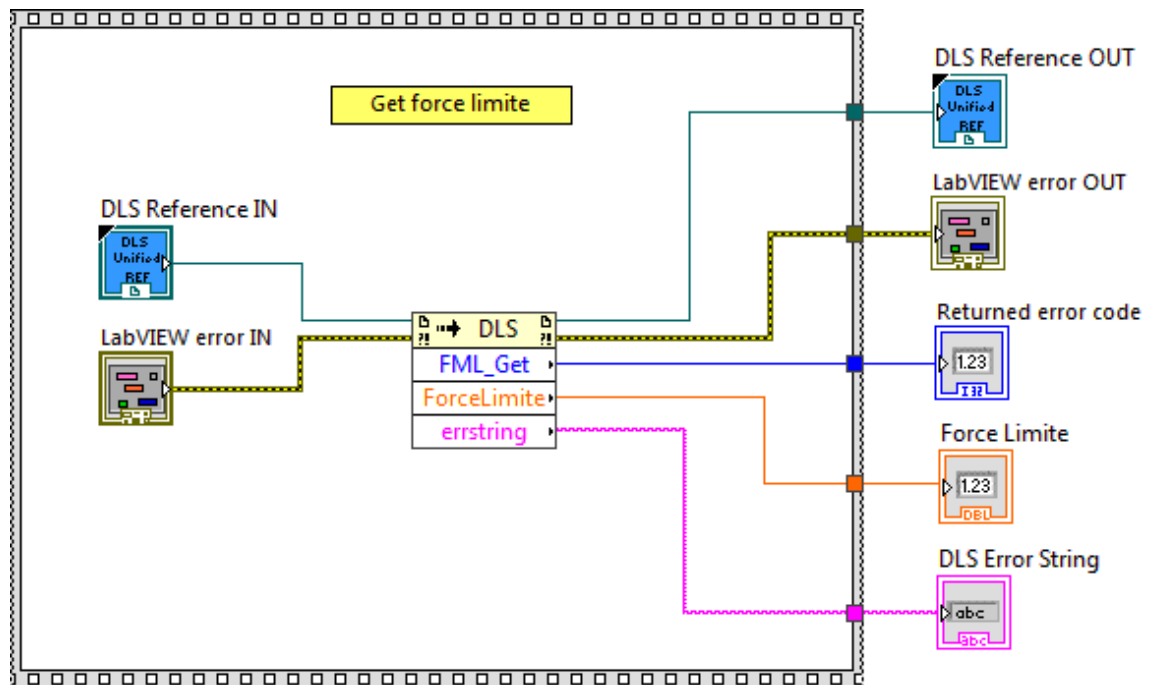 DLS Reference OUT
DLS
Unified
REF
Get force limite
LabVIEW error OUT
DLS Reference IN
DLS
Unified
REF
LabVIEW error IN
?! DLS ?!
FML_Get
ForceLimite
errstring
Returned error code
1.23
I32
Force Limite
1.23
DBL
DLS Error String
abc
abc